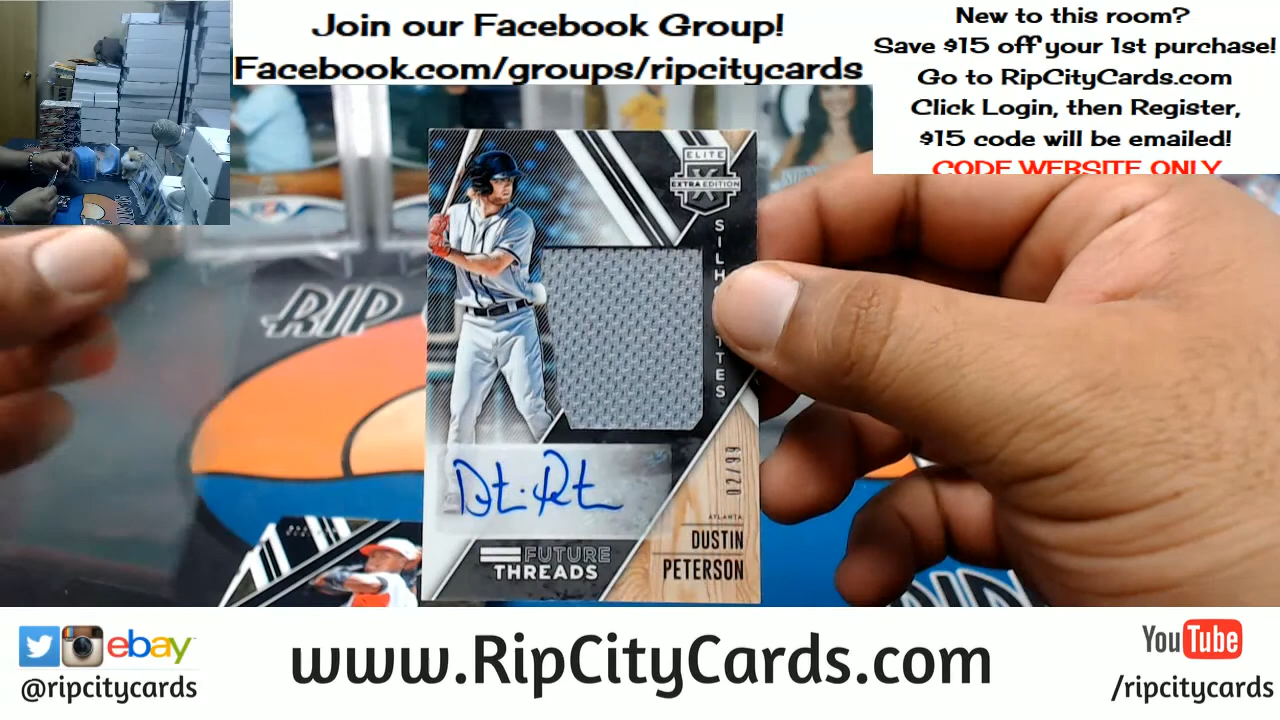 Join our Facebook Group!
Facebook.com/groups/ripcitycards
New to this room?
Save $15 off your 1st purchase!
Go to RipCityCards.com
Click Login, then Register,
$15 code will be emailed!
CODE WEBSITE ONLY
RIP
ELITE
X
EXTRA EDITION
02/99
ATLANTA
DUSTIN
PETERSON
FUTURE
THREADS
ebay
@ripcitycards
www.RipCityCards.com
YouTube
/ripcitycards